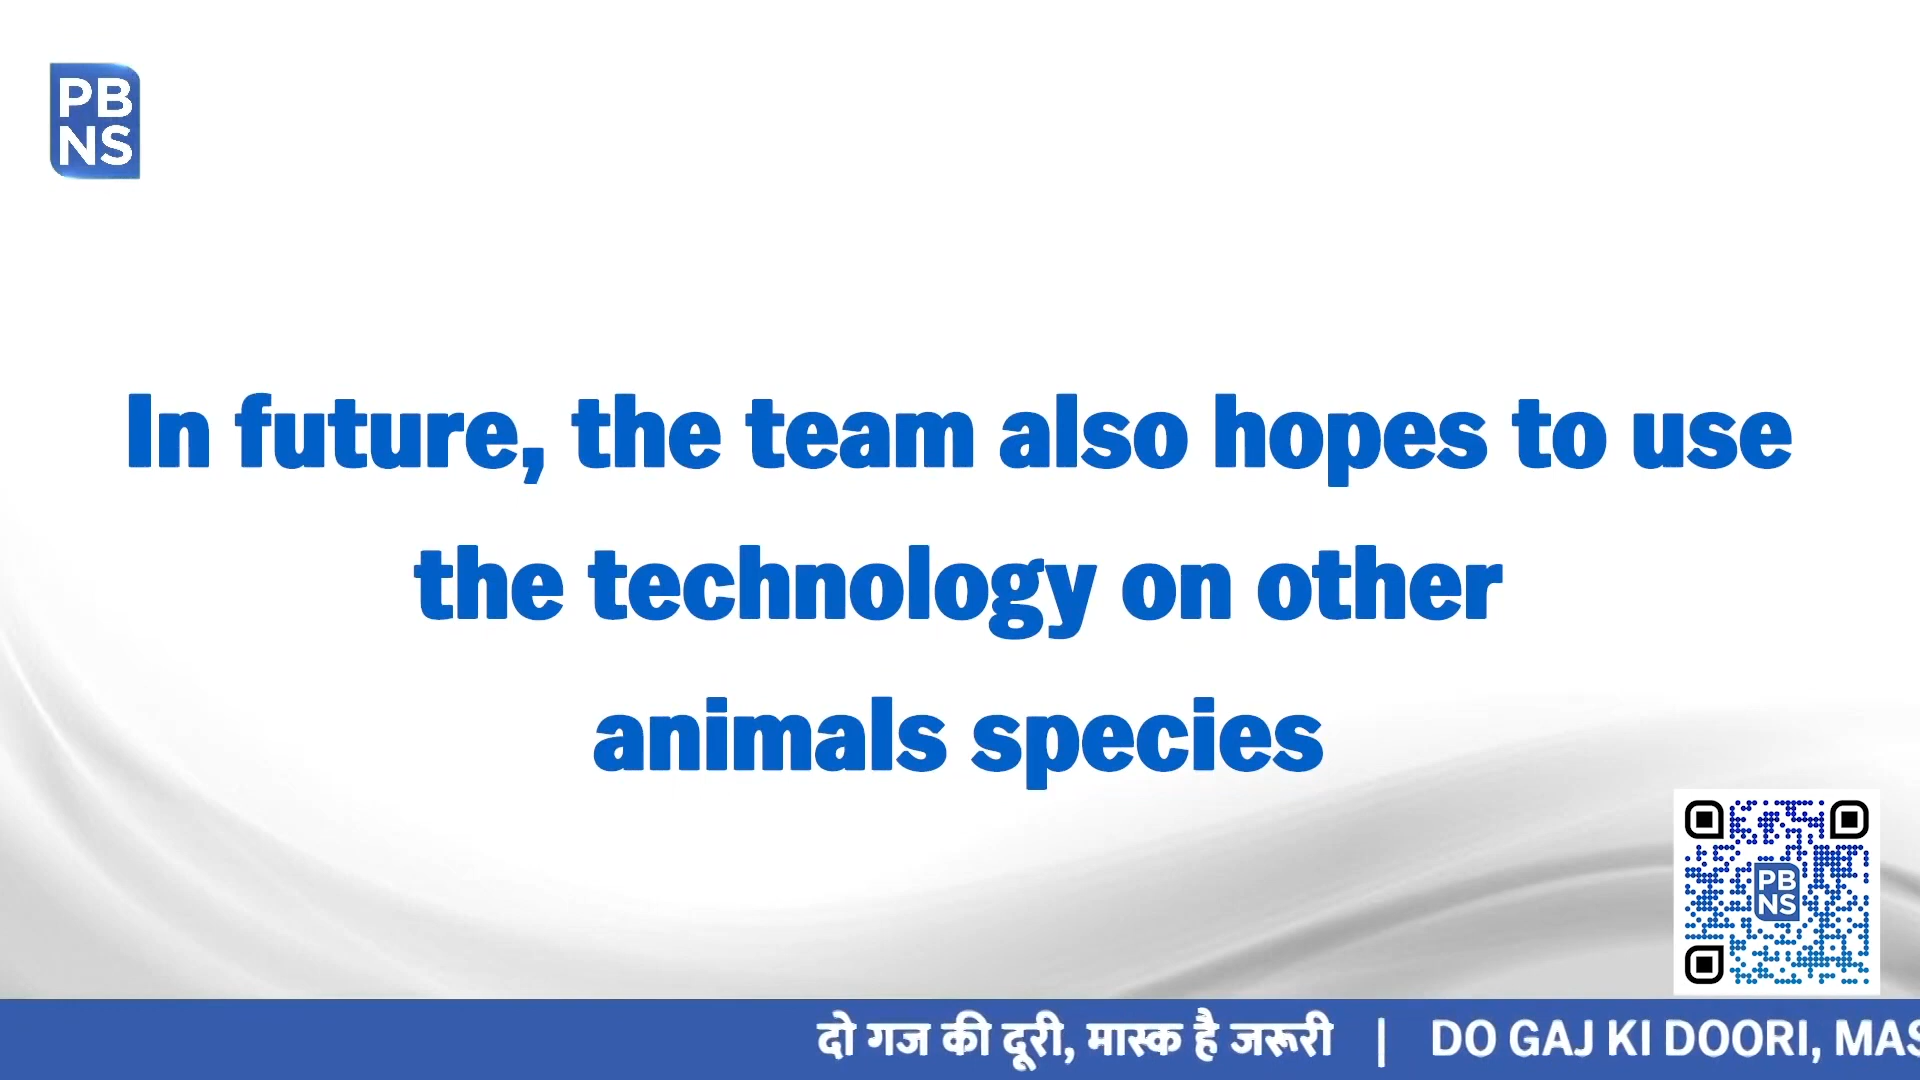 PB
NS
In future, the team also hopes to use
the technology on other
animals species
PB
NS
दो गज की दूरी, मास्क है जरूरी | DO GAJ KI DOORI, MAS